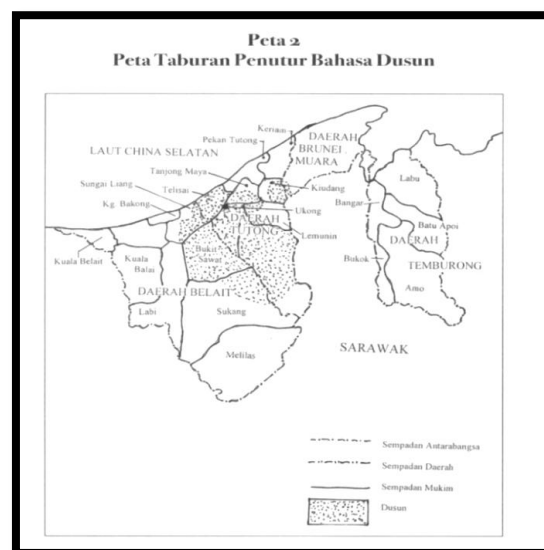 Peta 2
Peta Taburan Penutur Bahasa Dusun
Keriam
DAERAH
BRUNEI
MUARA
Pekan Tutong
LAUT CHINA SELATAN
Tanjong Maya
Telisai
Sungai Liang
Kg. Bakong
Kiudang
Ukong
DAERAH
TUTONG
Lemunin
Bangar
Labu
Batu Apoi
DAERAH
TEMBURONG
Bukok
Amo
Kuala Belait
Kuala
Balai
Bukit
Sawat
DAERAH BELAIT
Labi
Sukang
Melilas
SARAWAK
Sempadan Antarabangsa
Sempadan Daerah
Sempadan Mukim
Dusun